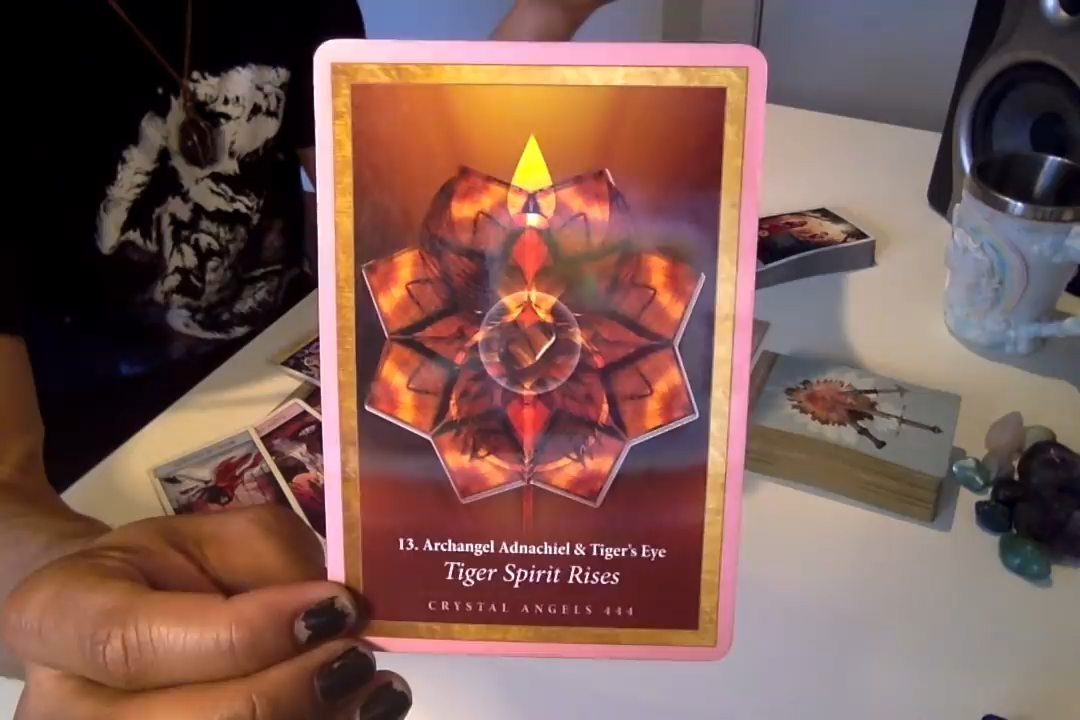 13. Archangel Adnachiel & Tiger's Eye
Tiger Spirit Rises
CRYSTAL ANGELS 444